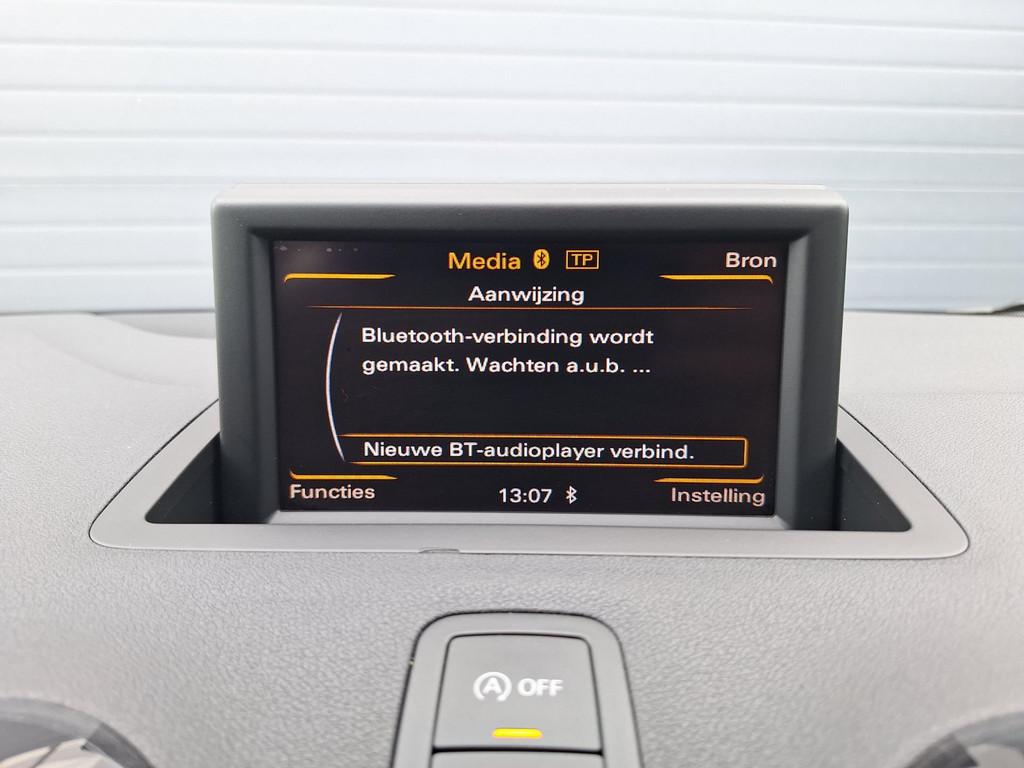 Media TP
Bron
Aanwijzing
Bluetooth-verbinding wordt
gemaakt. Wachten a.u.b. ...
Nieuwe BT-audioplayer verbind.
Functies
13:07
Instelling
A OFF